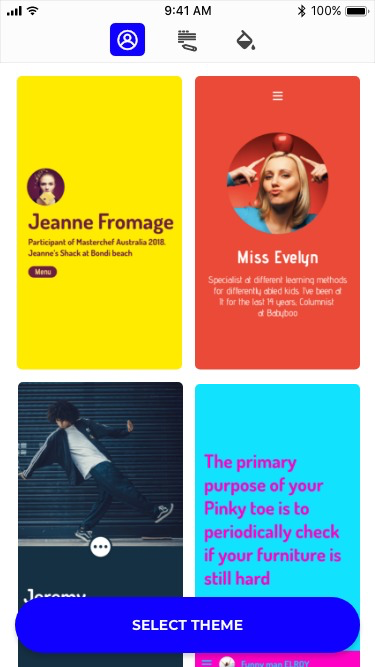 9:41 AM
100%
Jeanne Fromage
Participant of Masterchef Australia 2018.
Jeanne's Shack at Bondi beach
Menu
Miss Evelyn
Specialist at different learning methods
for differently abled kids. I've been at
it for the last 14 years, Columnist
at Babyboo
The primary
purpose of your
Pinky toe is to
periodically check
if your furniture is
still hard
Jeremy
SELECT THEME
Funny man ELROY